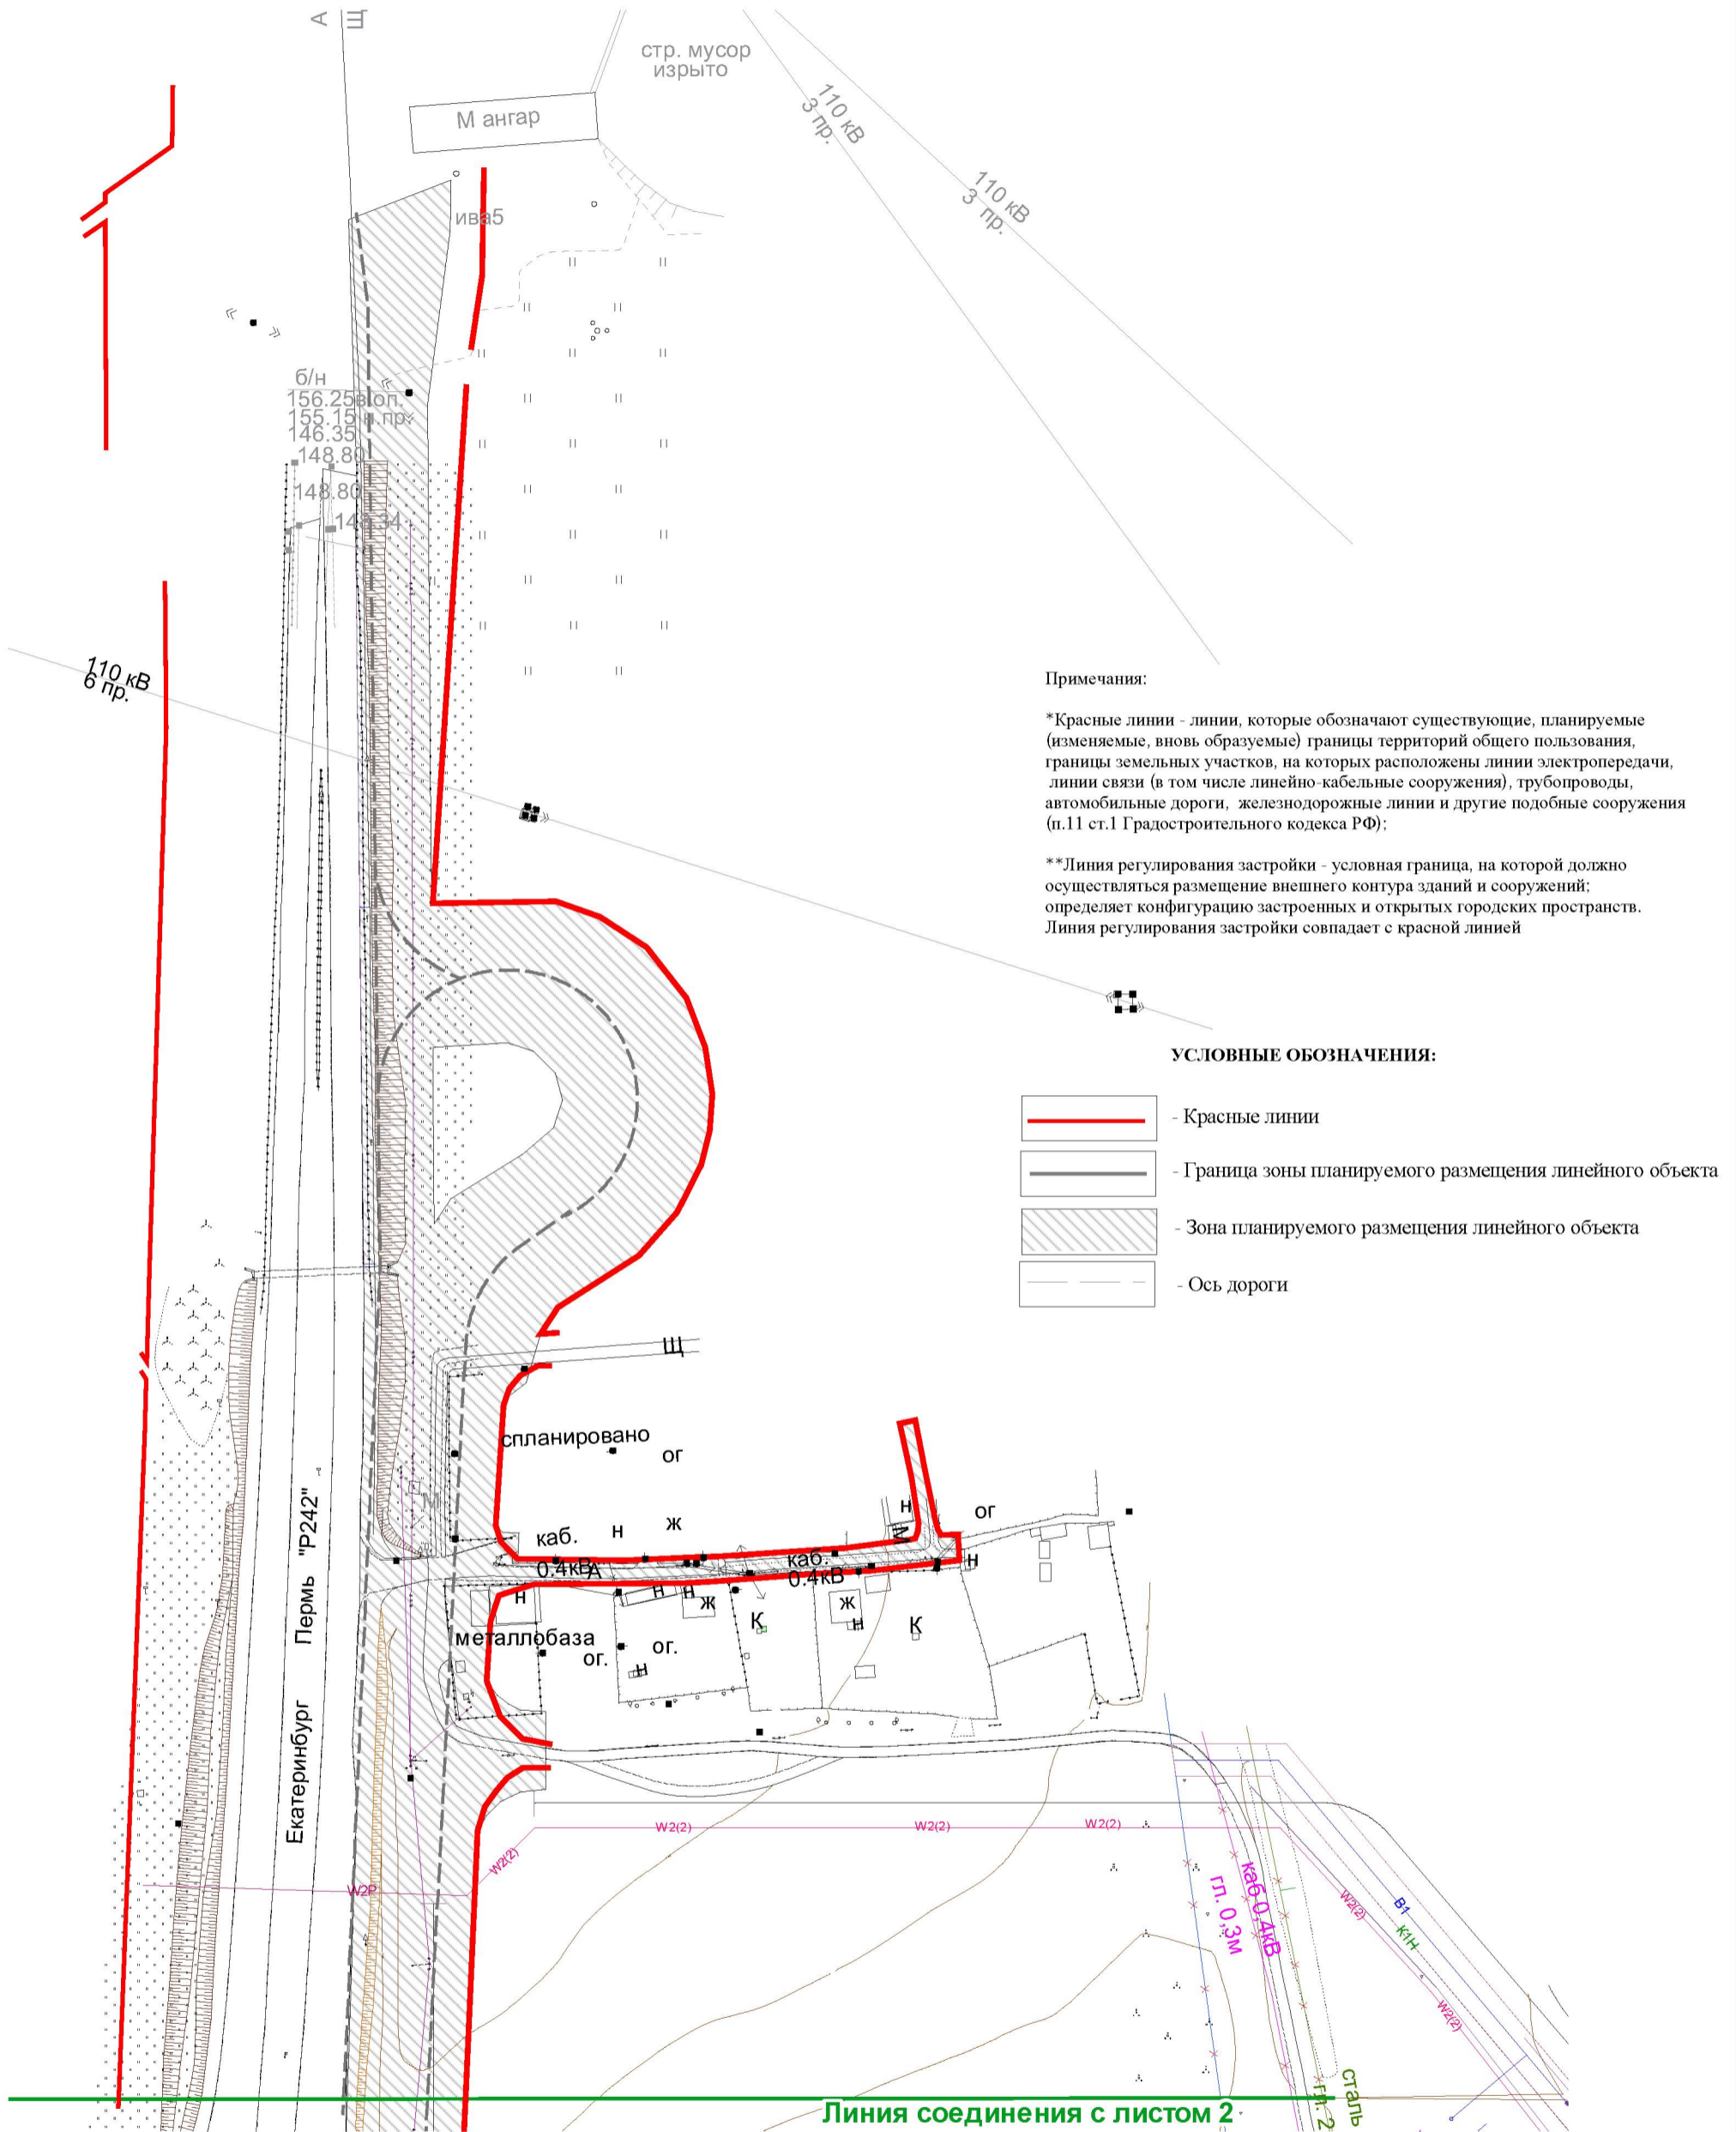 А
Щ
стр. мусор
изрыто
М ангар
110 кВ
3 пр.
110 кВ
3 пр.
ива5
б/н
156.25в.оп.
155.15н.пр.
146.35
148.80
148.80
110 кВ
6 пр.
Примечания:
*Красные линии - линии, которые обозначают существующие, планируемые
(изменяемые, вновь образуемые) границы территорий общего пользования,
границы земельных участков, на которых расположены линии электропередачи,
линии связи (в том числе линейно-кабельные сооружения), трубопроводы,
автомобильные дороги, железнодорожные линии и другие подобные сооружения
(п.11 ст.1 Градостроительного кодекса РФ);
**Линия регулирования застройки - условная граница, на которой должно
осуществляться размещение внешнего контура зданий и сооружений;
определяет конфигурацию застроенных и открытых городских пространств.
Линия регулирования застройки совпадает с красной линией
УСЛОВНЫЕ ОБОЗНАЧЕНИЯ:
- Красные линии
- Граница зоны планируемого размещения линейного объекта
- Зона планируемого размещения линейного объекта
- Ось дороги
Щ
спланировано
ог
М
каб.
н
ж
н
М
ог
0.4кВ
А
каб.
0.4кВ
н
н
н
н
ж
К
ж
н
К
металлобаза
ог.
ог.
н
Екатеринбург Пермь "Р242"
W2(2)
W2(2)
W2(2)
W2(2)
W2P
каб 0,4кВ
гл. 0,3м
W2(2)
В1
К1Н
W2(2)
сталь
гл. 2
Линия соединения с листом 2